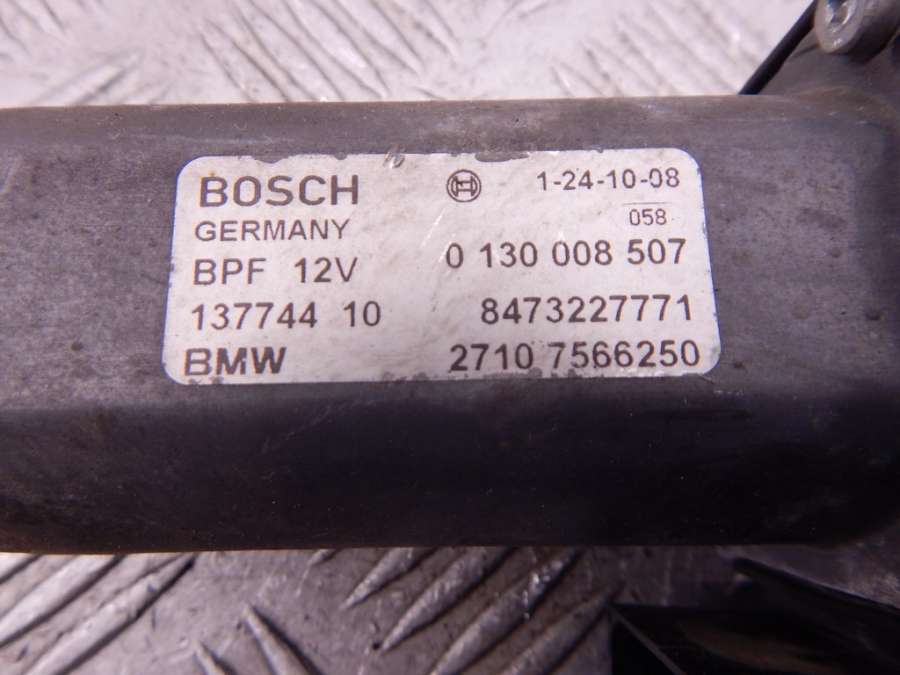 BOSCH 1-24-10-08
GERMANY 058
BPF 12V 0 130 008 507
137744 10 8473227771
BMW 2710 7566250